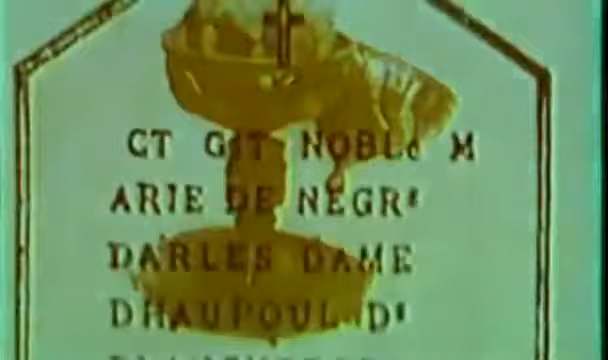 CT GIT NOBLe M
ARIE DE NEGRe
DARLES DAME
DHAUPOUL De